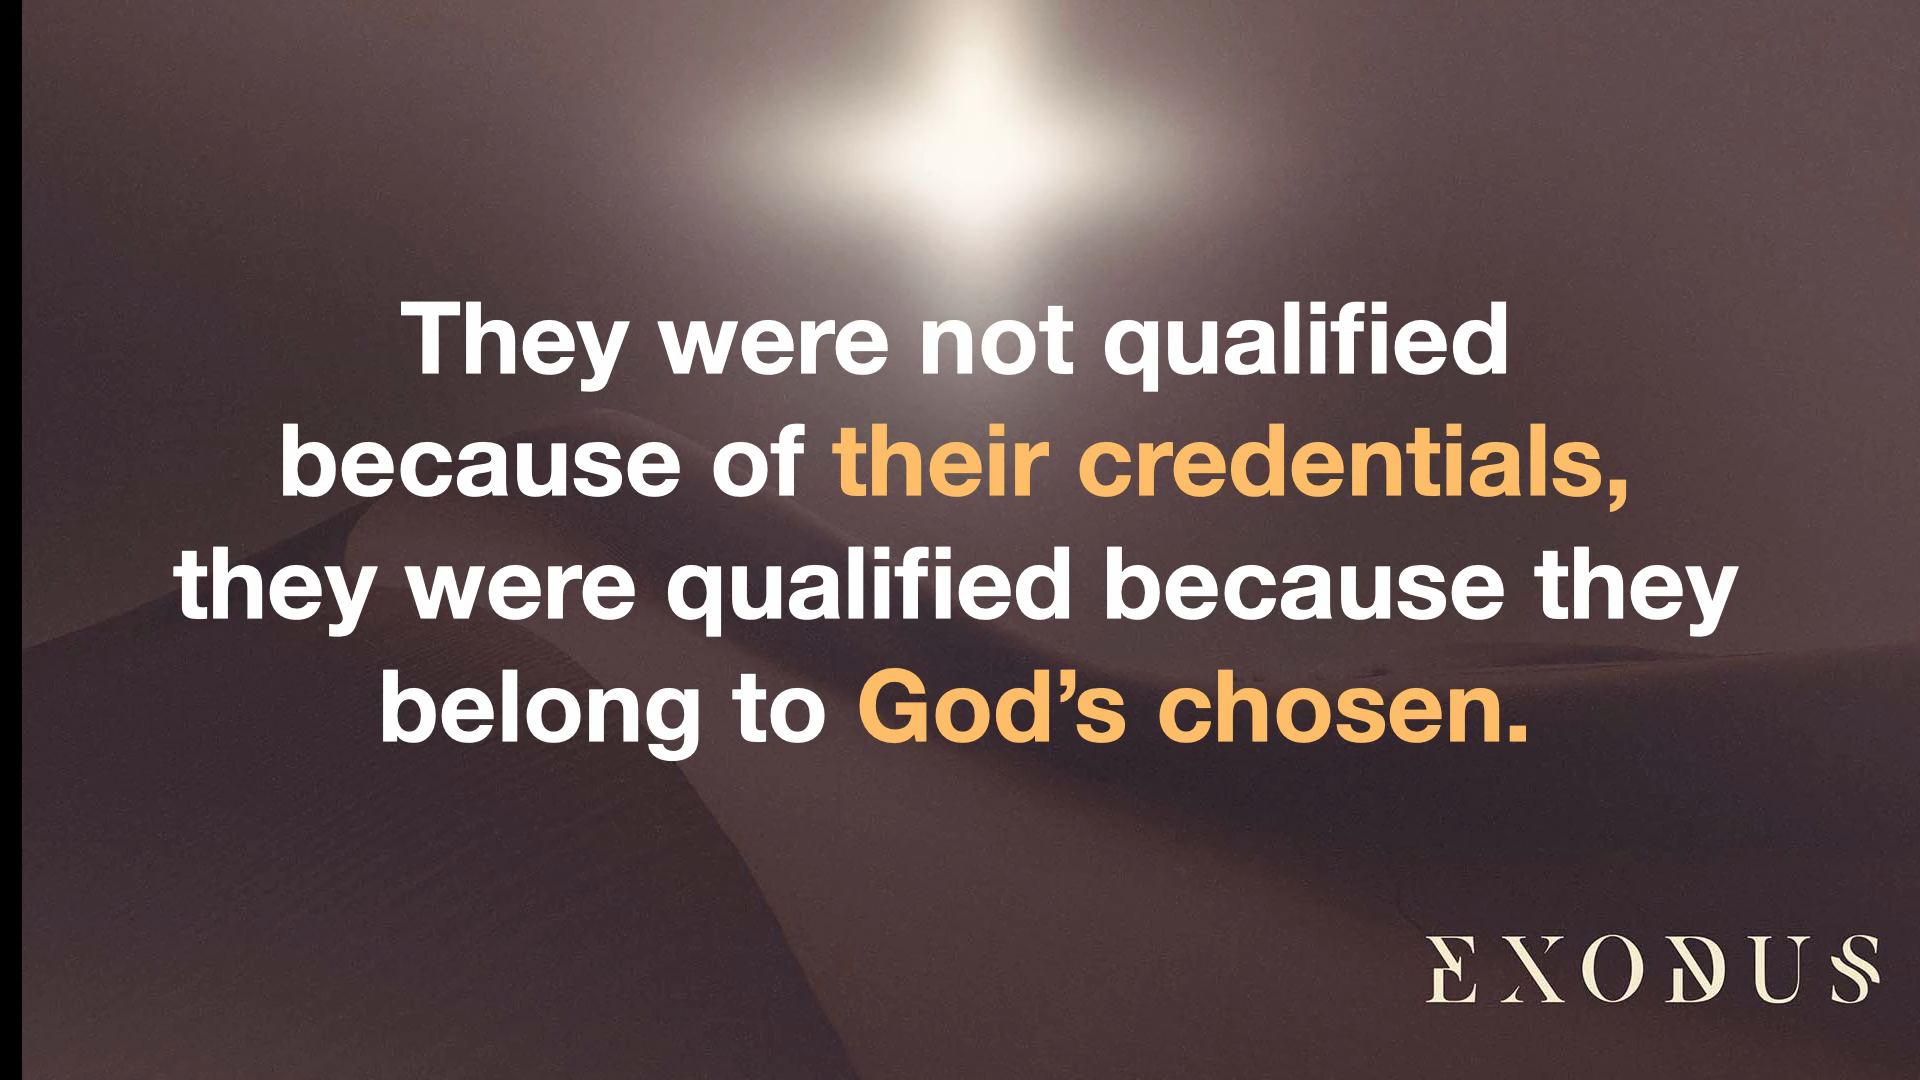 They were not qualified
because of their credentials,
they were qualified because they
belong to God’s chosen.
EXODUS